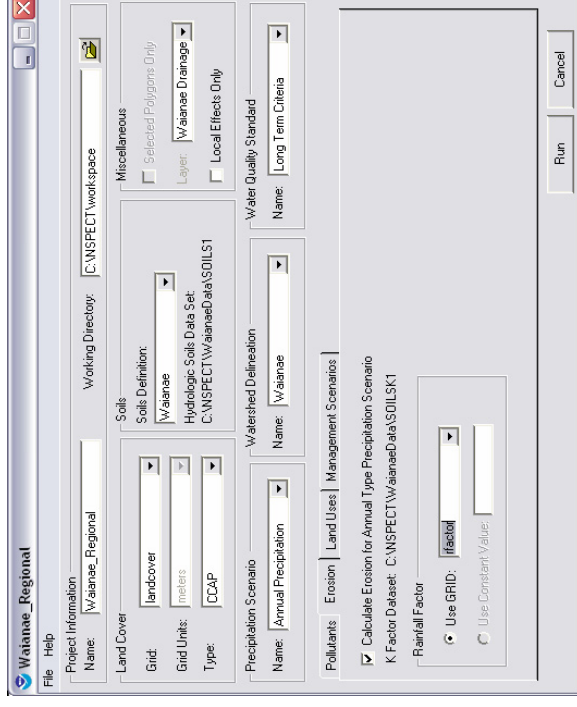 Waianae_Regional
File Help
Project Information
Name: Waianae_Regional Working Directory: C:\NSPECT\workspace
Land Cover
Grid: landcover
Grid Units: meters
Type: CCAP
Soils
Soils Definition:
Waianae
Hydrologic Soils Data Set:
C:\NSPECT\WaianaeData\SOILS1
Miscellaneous
Selected Polygons Only
Layer: Waianae Drainage
Local Effects Only
Precipitation Scenario
Name: Annual Precipitation
Watershed Delineation
Name: Waianae
Water Quality Standard
Name: Long Term Criteria
Pollutants Erosion Land Uses Management Scenarios
Calculate Erosion for Annual Type Precipitation Scenario
K Factor Dataset: C:\NSPECT\WaianaeData\SOILSK1
Rainfall Factor
Use GRID: rfactor
Use Constant Value:
Run Cancel